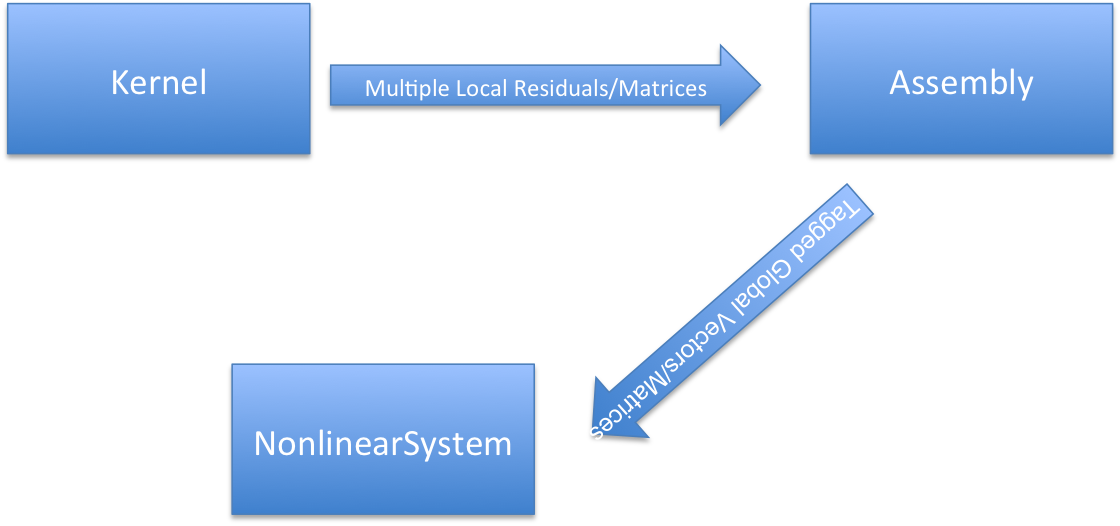 Kernel
Multiple Local Residuals/Matrices
Assembly
Tagged Global Vectors/Matrices
NonlinearSystem